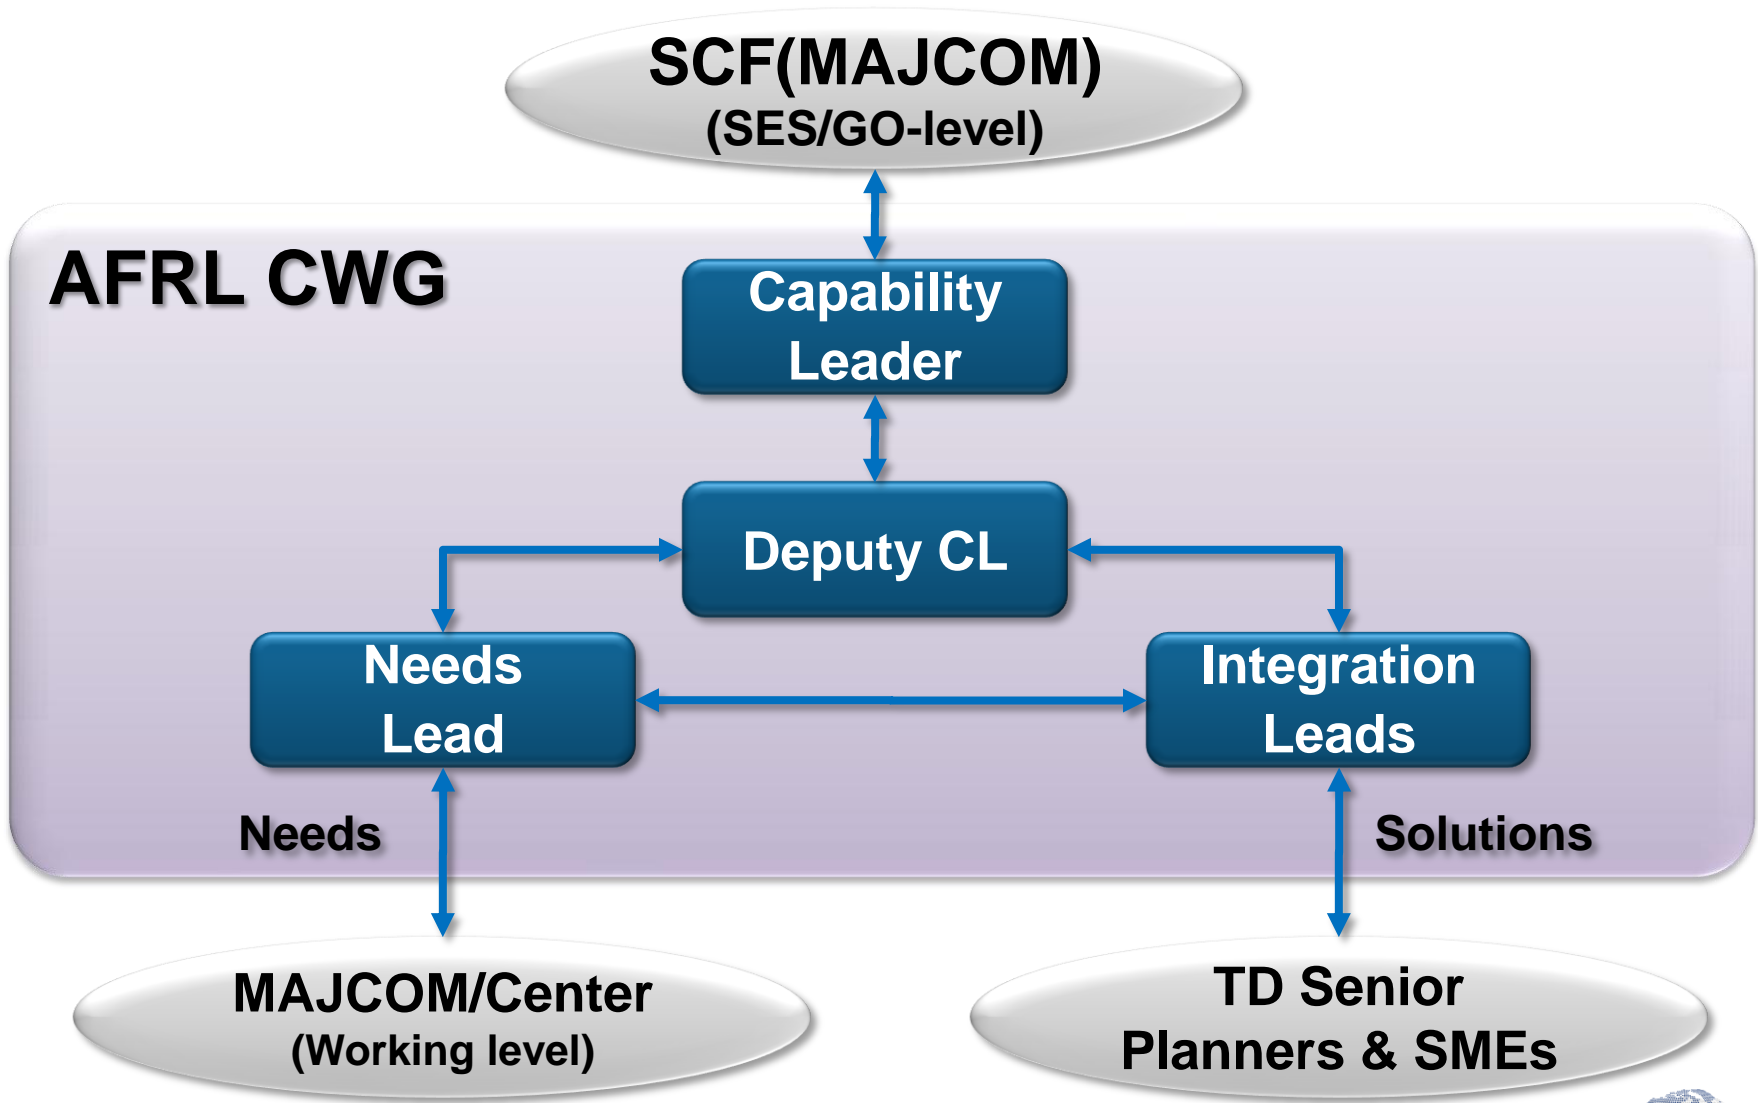 SCF(MAJCOM)
(SES/GO-level)
AFRL CWG
Capability
Leader
Deputy CL
Needs
Lead
Integration
Leads
Needs
Solutions
MAJCOM/Center
(Working level)
TD Senior
Planners & SMEs